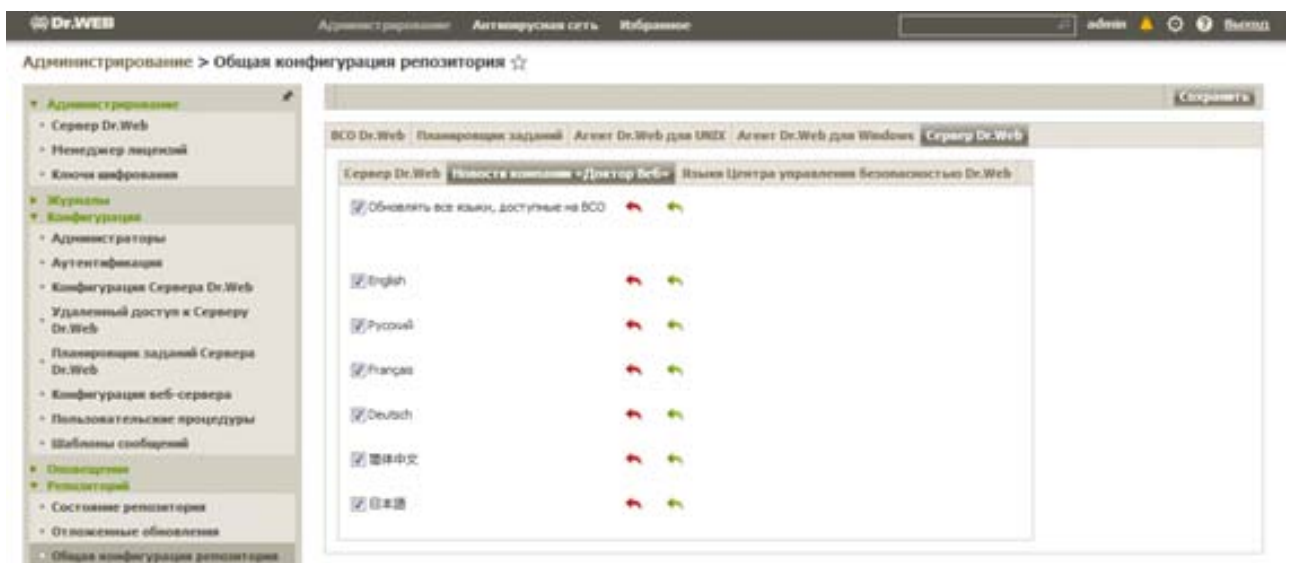 Dr.WEB
Администрирование Антивирусная сеть Избранное
admin Выход
Администрирование > Общая конфигурация репозитория
Администрирование
Сервер Dr.Web
Менеджер лицензий
Ключи шифрования
Журналы
Конфигурация
Администраторы
Аутентификация
Конфигурация Сервера Dr.Web
Удаленный доступ к Серверу
Dr.Web
Планировщик заданий Сервера
Dr.Web
Конфигурация веб-сервера
Пользовательские процедуры
Шаблоны сообщений
Оповещения
Репозиторий
Состояние репозитория
Отложенные обновления
Общая конфигурация репозитория
Сохранить
ВСО Dr.Web Планировщик заданий Агент Dr.Web для UNIX Агент Dr.Web для Windows Сервер Dr.Web
Сервер Dr.Web Новости компании «Доктор Веб» Языки Центра управления безопасностью Dr.Web
Обновлять все языки, доступные на ВСО
English
Русский
Français
Deutsch
简体中文
日本語